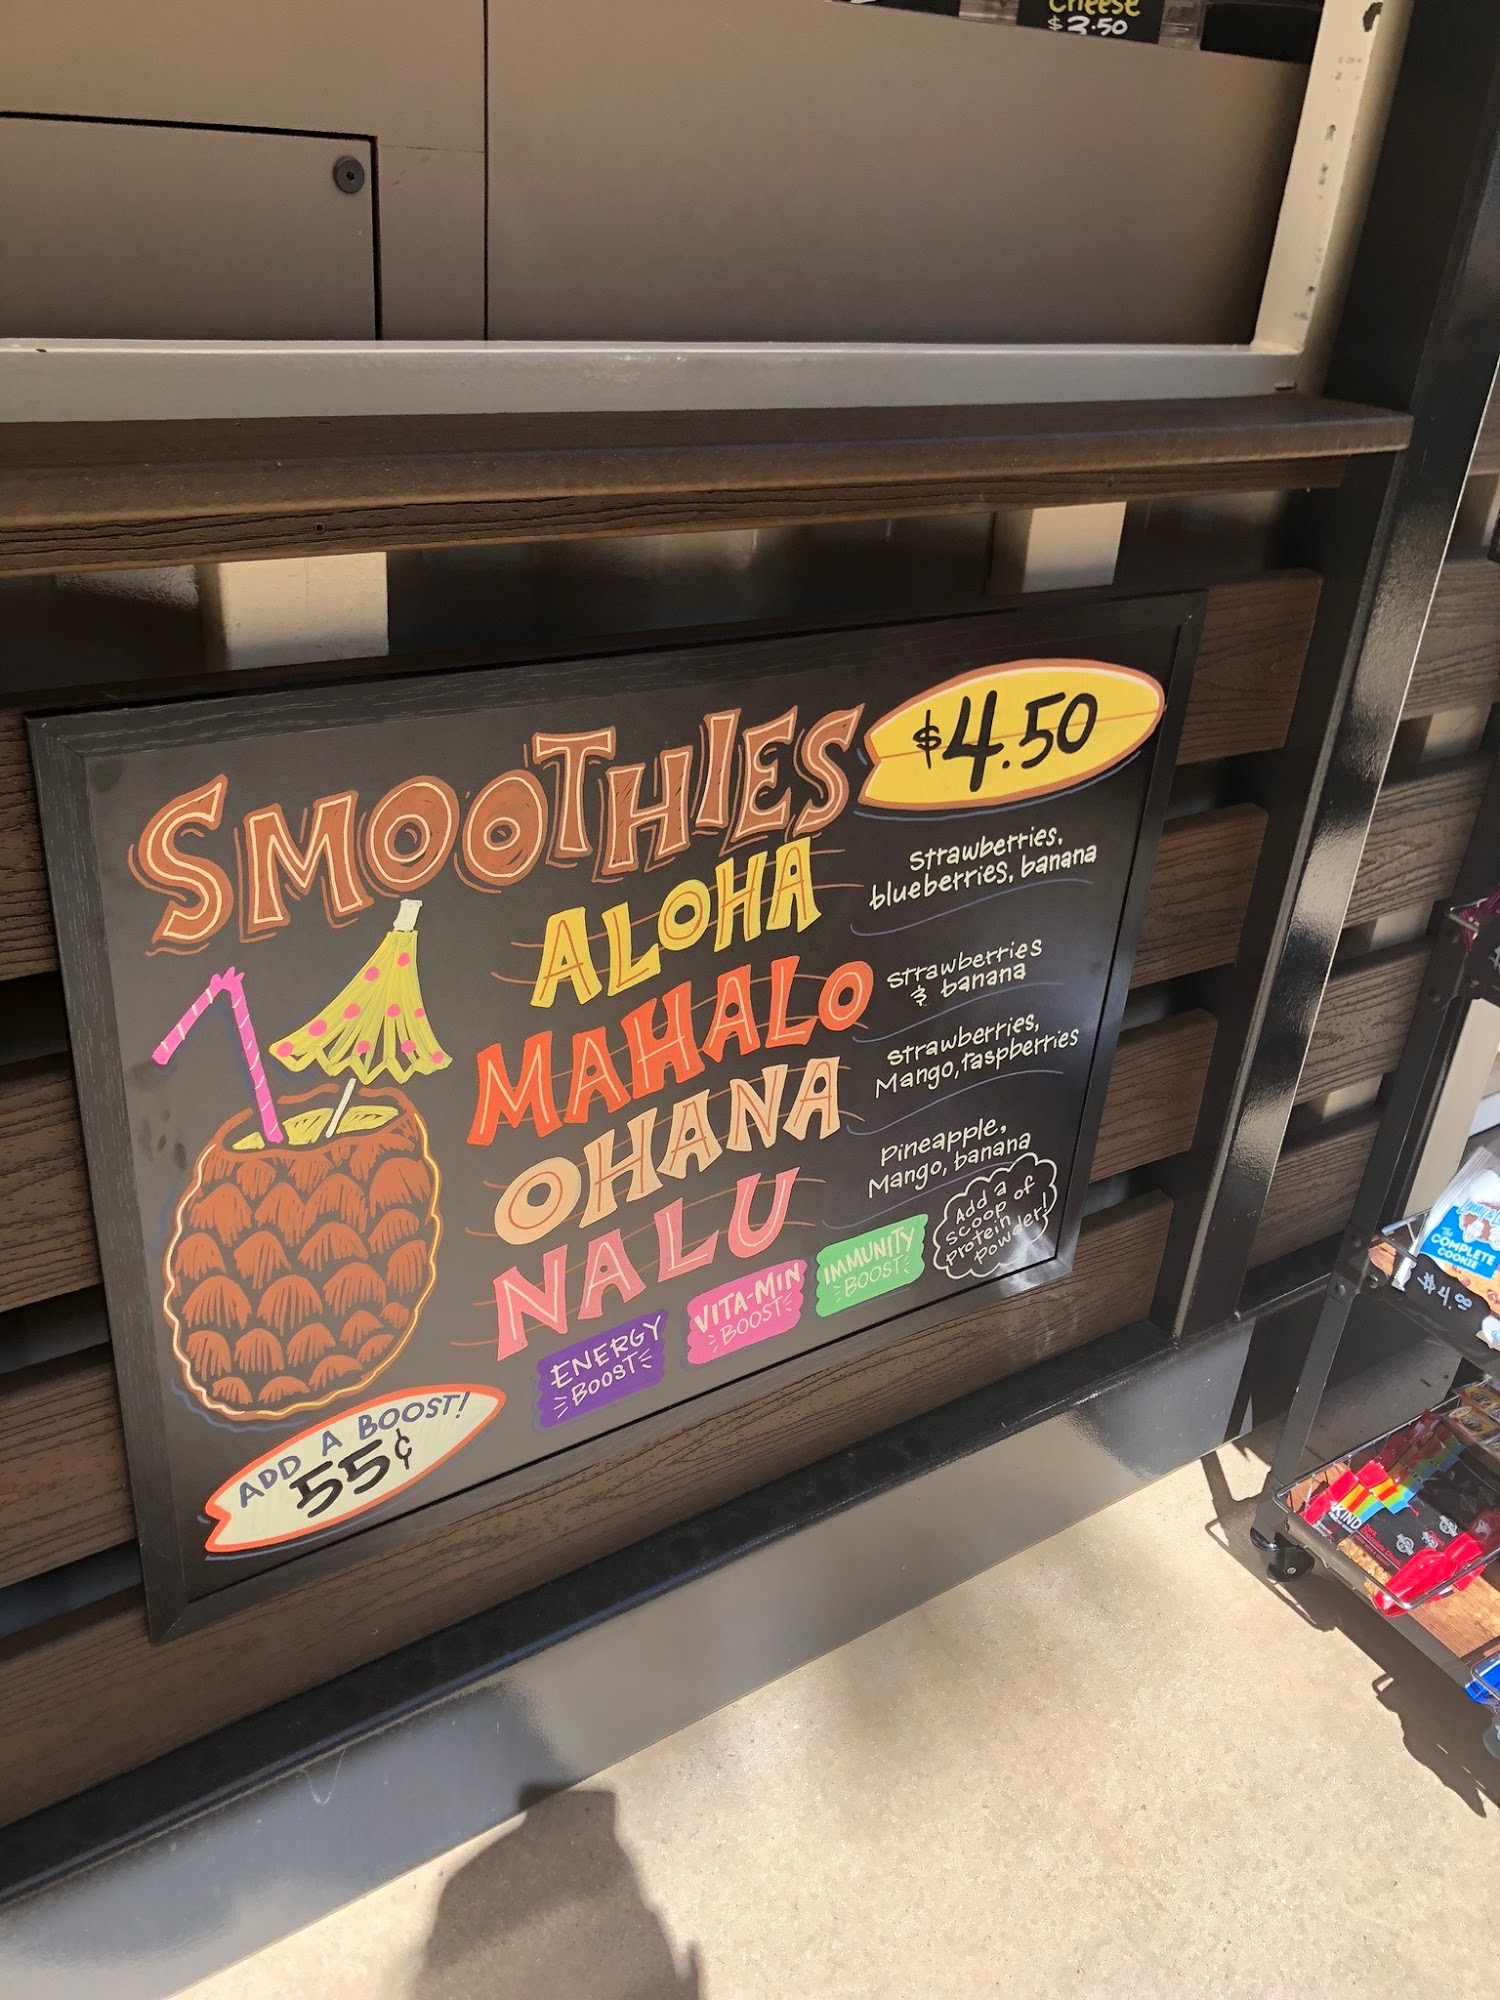 Cheese
$3.50
SMOOTHIES
$4.50
ALOHA
Strawberries,
blueberries, banana
MAHALO
Strawberries
& banana
OHANA
Strawberries,
Mango, raspberries
NALU
Pineapple,
Mango, banana
ENERGY
BOOST
VITA-MIN
BOOST
IMMUNITY
BOOST
Add a
scoop of
protein
powder!
ADD A BOOST!
55¢
The
COMPLETE
COOKIE
$4.00
KIND